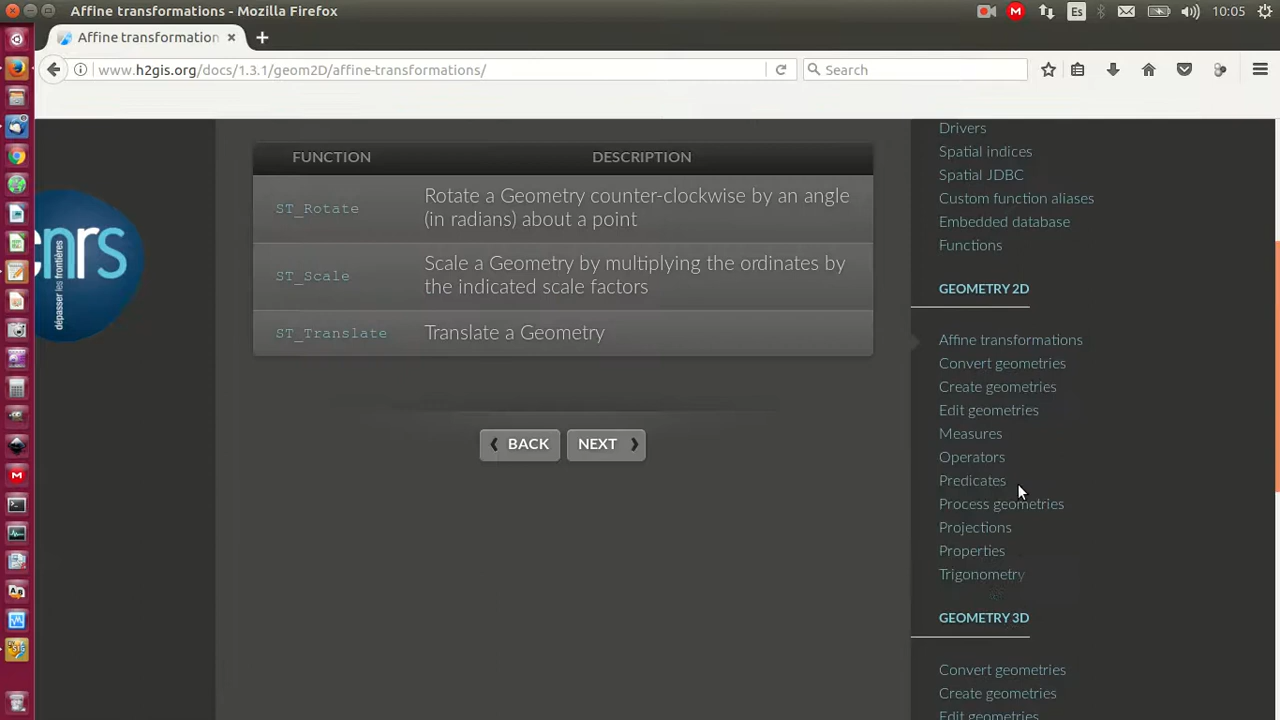 Affine transformations - Mozilla Firefox
Es
10:05
Affine transformation
www.h2gis.org/docs/1.3.1/geom2D/affine-transformations/
Search
cnrs
dépasser les frontières
FUNCTION DESCRIPTION
ST_Rotate
Rotate a Geometry counter-clockwise by an angle
(in radians) about a point
ST_Scale
Scale a Geometry by multiplying the ordinates by
the indicated scale factors
ST_Translate
Translate a Geometry
BACK
NEXT
Drivers
Spatial indices
Spatial JDBC
Custom function aliases
Embedded database
Functions
GEOMETRY 2D
Affine transformations
Convert geometries
Create geometries
Edit geometries
Measures
Operators
Predicates
Process geometries
Projections
Properties
Trigonometry
GEOMETRY 3D
Convert geometries
Create geometries
Edit geometries